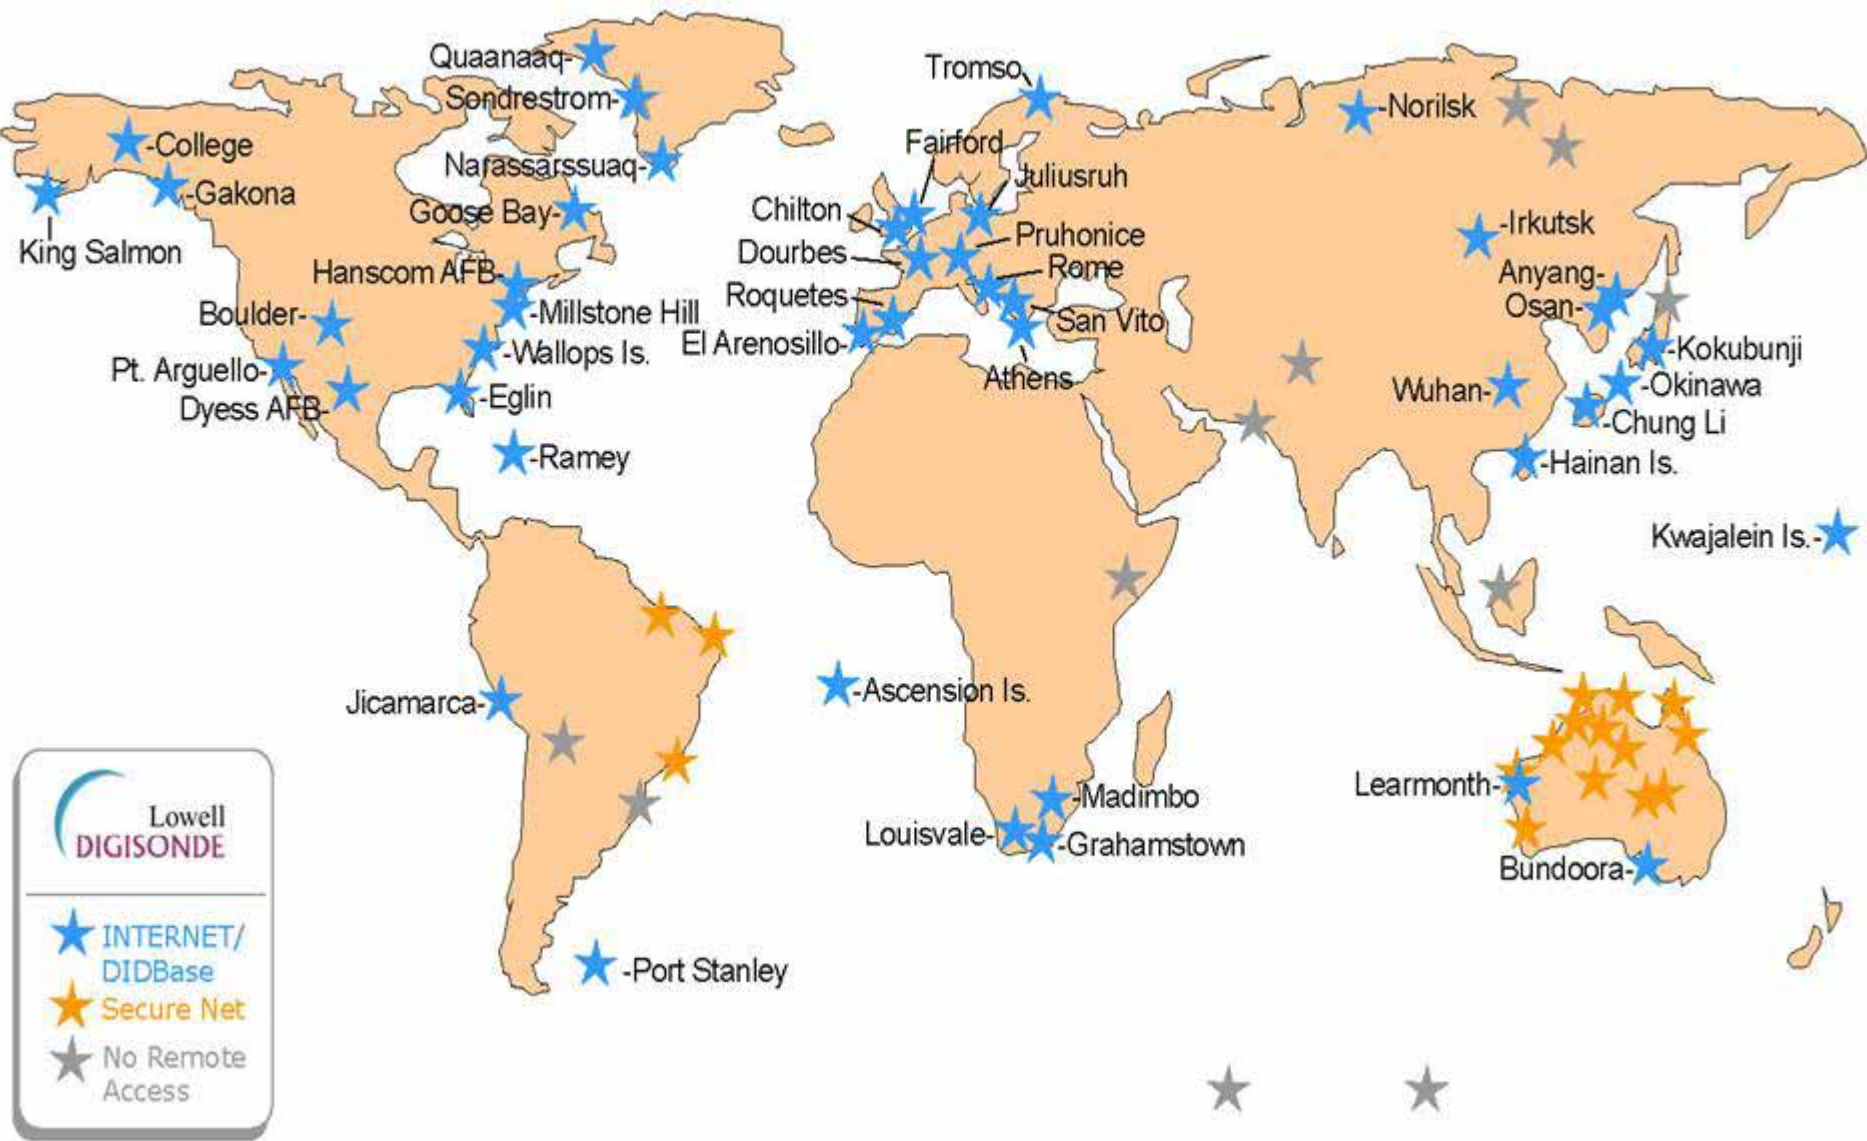 Quaanaaq-
Sondrestrom-
Narassarssuaq-
Goose Bay-
-College
-Gakona
King Salmon
Hanscom AFB-
-Millstone Hill
Boulder-
-Wallops Is.
Pt. Arguello-
Dyess AFB-
-Eglin
-Ramey
Jicamarca-
-Port Stanley
Tromso
Fairford
Juliusruh
Chilton
Pruhonice
Dourbes
Rome
Roquetes
San Vito
El Arenosillo-
Athens
-Ascension Is.
-Madimbo
Louisvale-
-Grahamstown
-Norilsk
-Irkutsk
Anyang-
Osan-
-Kokubunji
Wuhan-
-Okinawa
-Chung Li
-Hainan Is.
Kwajalein Is.-
Learmonth-
Bundoora-
Lowell
DIGISONDE
INTERNET/
DIDBase
Secure Net
No Remote
Access